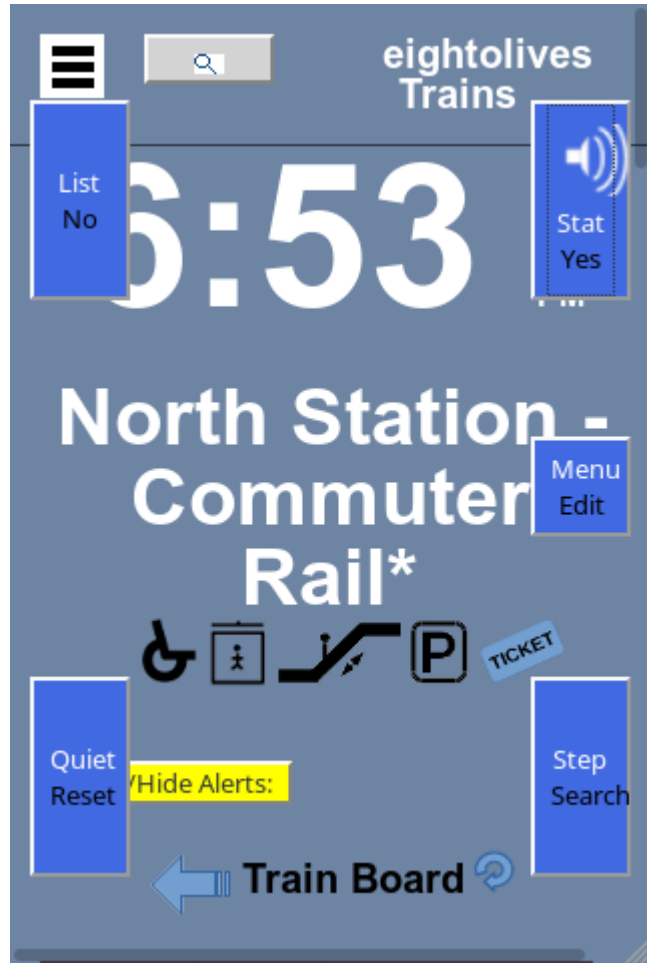 eightolives
Trains
List
No
6:53
Stat
Yes
PM
North Station -
Commuter
Rail*
Menu
Edit
P
TICKET
Quiet
Reset
/Hide Alerts:
Step
Search
Train Board